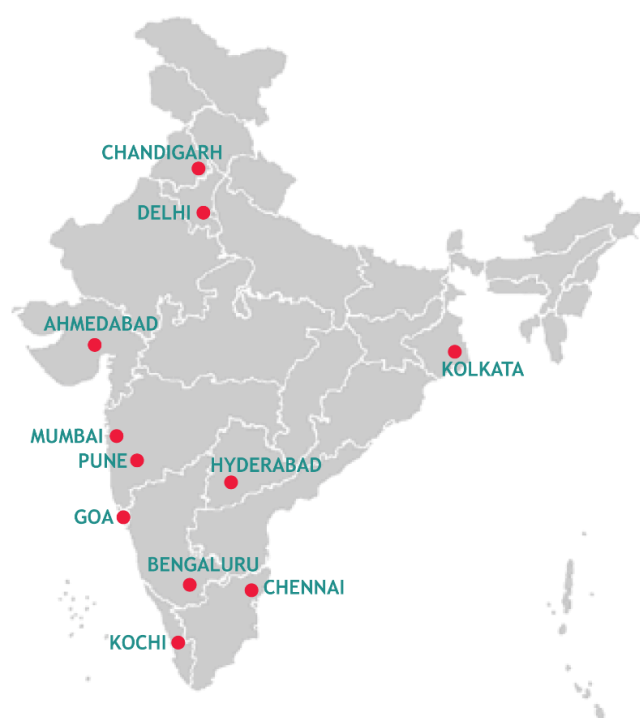 CHANDIGARH
DELHI
AHMEDABAD
KOLKATA
MUMBAI
PUNE
HYDERABAD
GOA
BENGALURU
CHENNAI
KOCHI